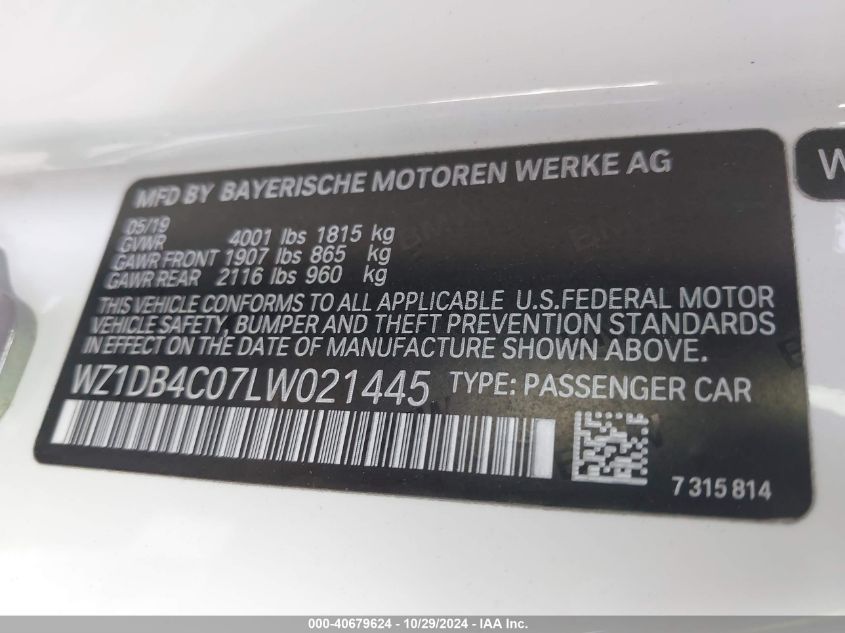 MFD BY BAYERISCHE MOTOREN WERKE AG
05/19
GVWR 4001 lbs 1815 kg
GAWR FRONT 1907 lbs 865 kg
GAWR REAR 2116 lbs 960 kg
THIS VEHICLE CONFORMS TO ALL APPLICABLE U.S.FEDERAL MOTOR
VEHICLE SAFETY, BUMPER AND THEFT PREVENTION STANDARDS
IN EFFECT ON THE DATE OF MANUFACTURE SHOWN ABOVE.
WZ1DB4C07LW021445 TYPE: PASSENGER CAR
7 315 814
W
000-40679624 - 10/29/2024 - IAA Inc.